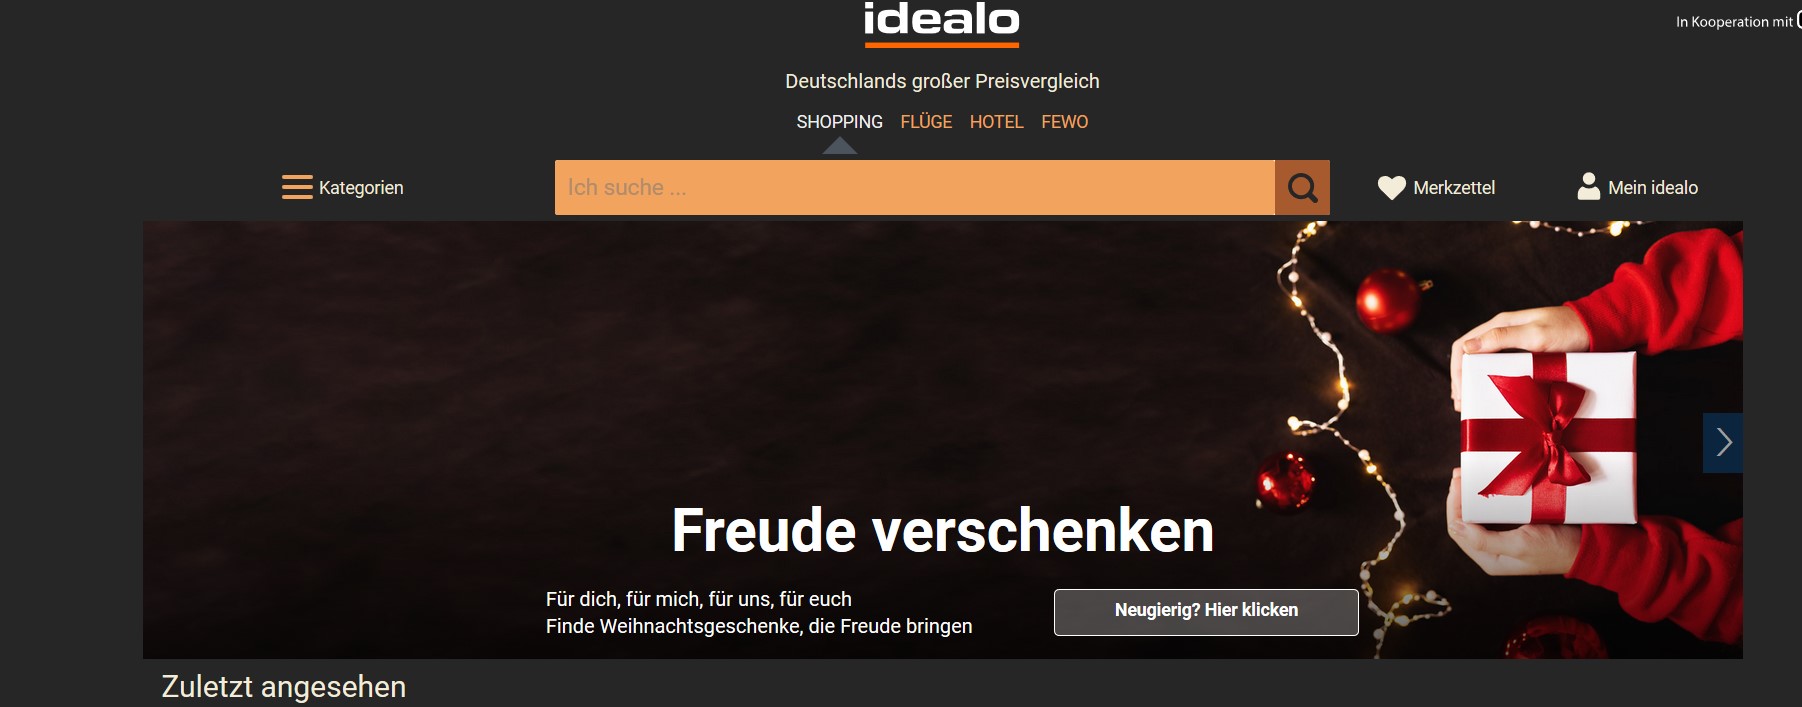 idealo
In Kooperation mit
Deutschlands großer Preisvergleich
SHOPPING FLÜGE HOTEL FEWO
Kategorien
Ich suche ...
Merkzettel
Mein idealo
Freude verschenken
Für dich, für mich, für uns, für euch
Finde Weihnachtsgeschenke, die Freude bringen
Neugierig? Hier klicken
Zuletzt angesehen